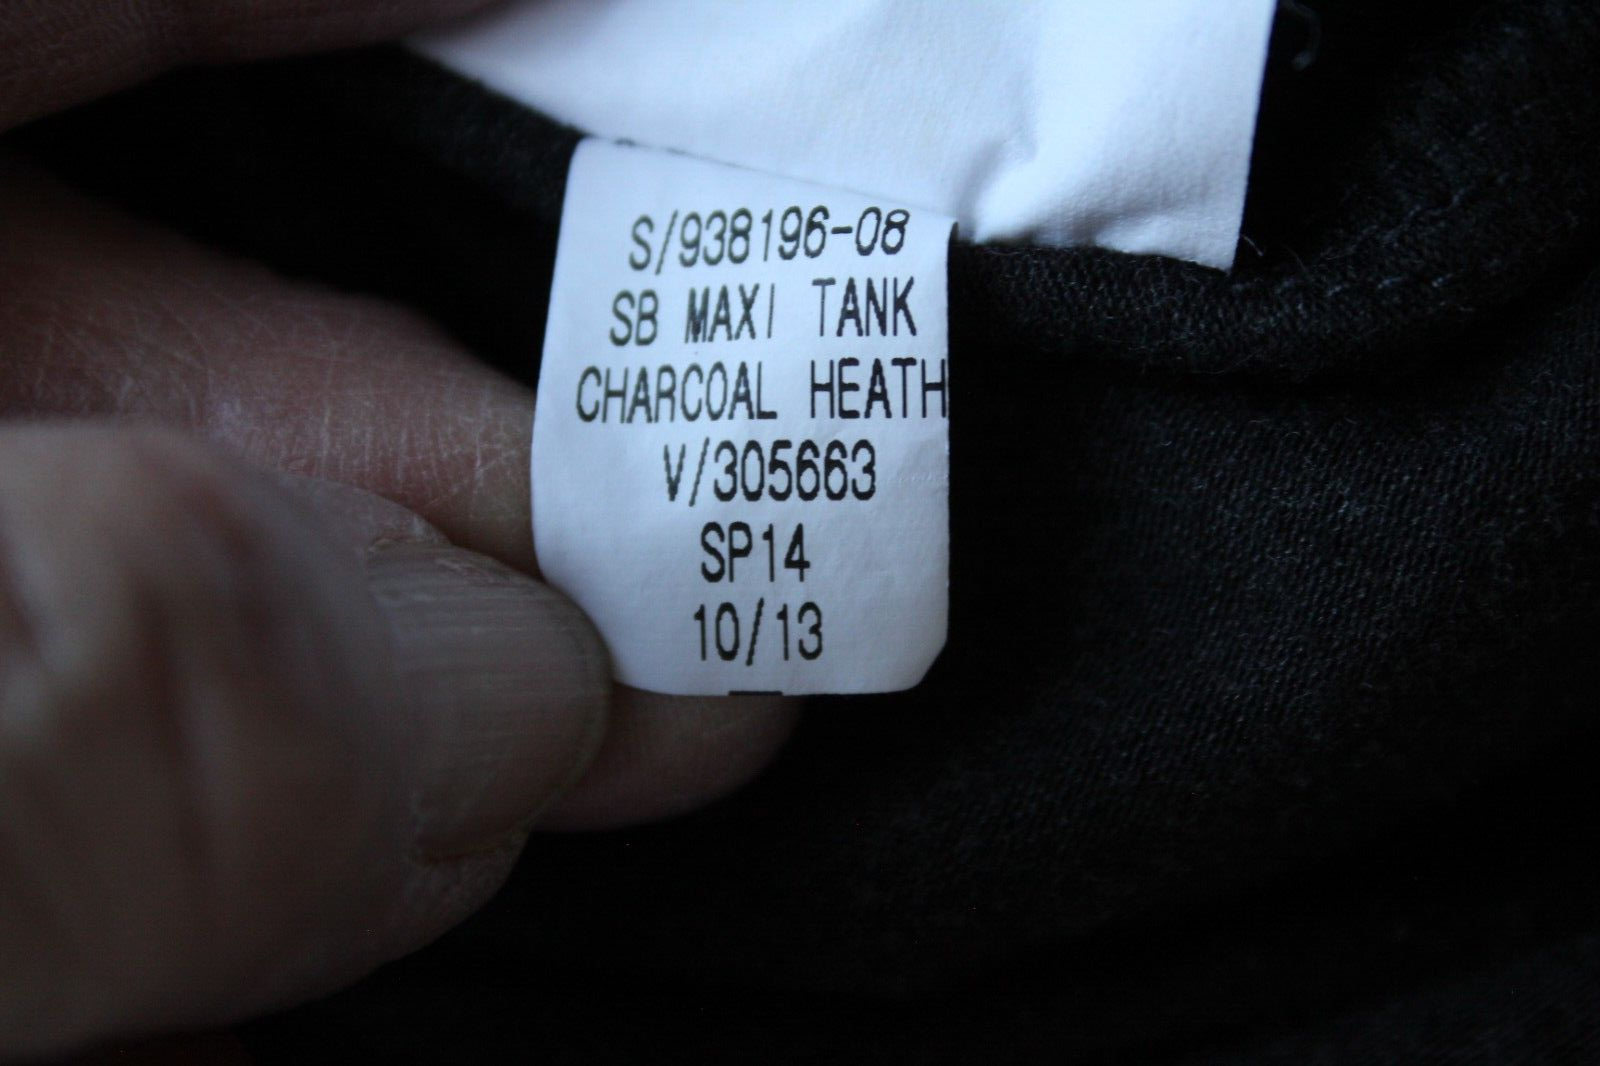 S/938196-08
SB MAXI TANK
CHARCOAL HEATH
V/305663
SP14
10/13